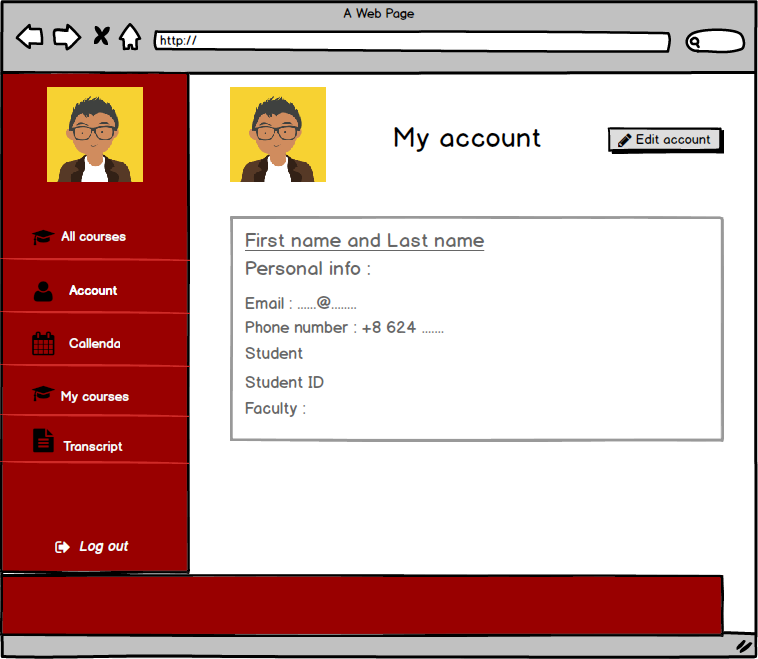 A Web Page
http://
My account
Edit account
All courses
Account
Callenda
My courses
Transcript
Log out
First name and Last name
Personal info :
Email : ......@........
Phone number : +8 624 .......
Student
Student ID
Faculty :